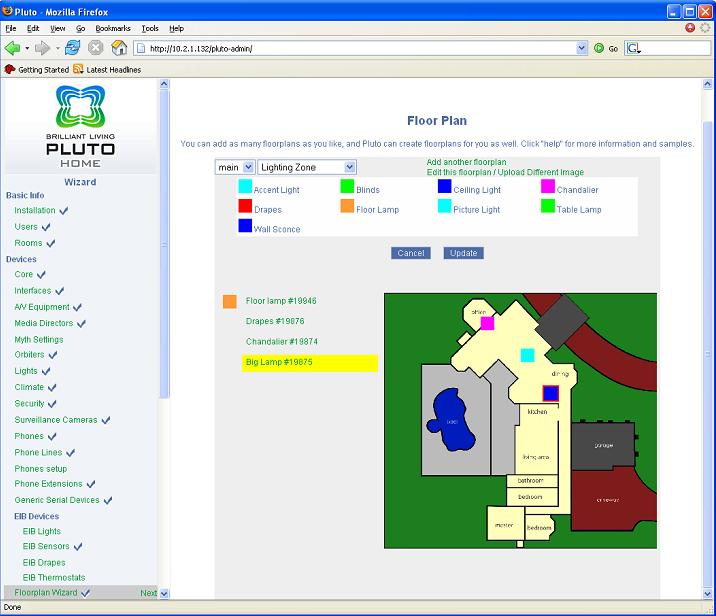 Pluto - Mozilla Firefox
File Edit View Go Bookmarks Tools Help
http://10.2.1.132/pluto-admin/
Go
G
Getting Started Latest Headlines
BRILLIANT LIVING
PLUTO
HOME
Wizard
Basic Info
Installation
Users
Rooms
Devices
Core
Interfaces
A/V Equipment
Media Directors
Myth Settings
Orbiters
Lights
Climate
Security
Surveillance Cameras
Phones
Phone Lines
Phones setup
Phone Extensions
Generic Serial Devices
EIB Devices
EIB Lights
EIB Sensors
EIB Drapes
EIB Thermostats
Floorplan Wizard Next
Floor Plan
You can add as many floorplans as you like, and Pluto can create floorplans for you as well. Click "help" for more information and samples.
main Lighting Zone
Add another floorplan
Edit this floorplan / Upload Different Image
Accent Light Blinds Ceiling Light Chandalier
Drapes Floor Lamp Picture Light Table Lamp
Wall Sconce
Cancel Update
Floor lamp #19946
Drapes #19876
Chandalier #19874
Big Lamp #19875
office
dining
kitchen
pool
garage
living area
bathroom
bedroom
driveway
master
bedroom
Done